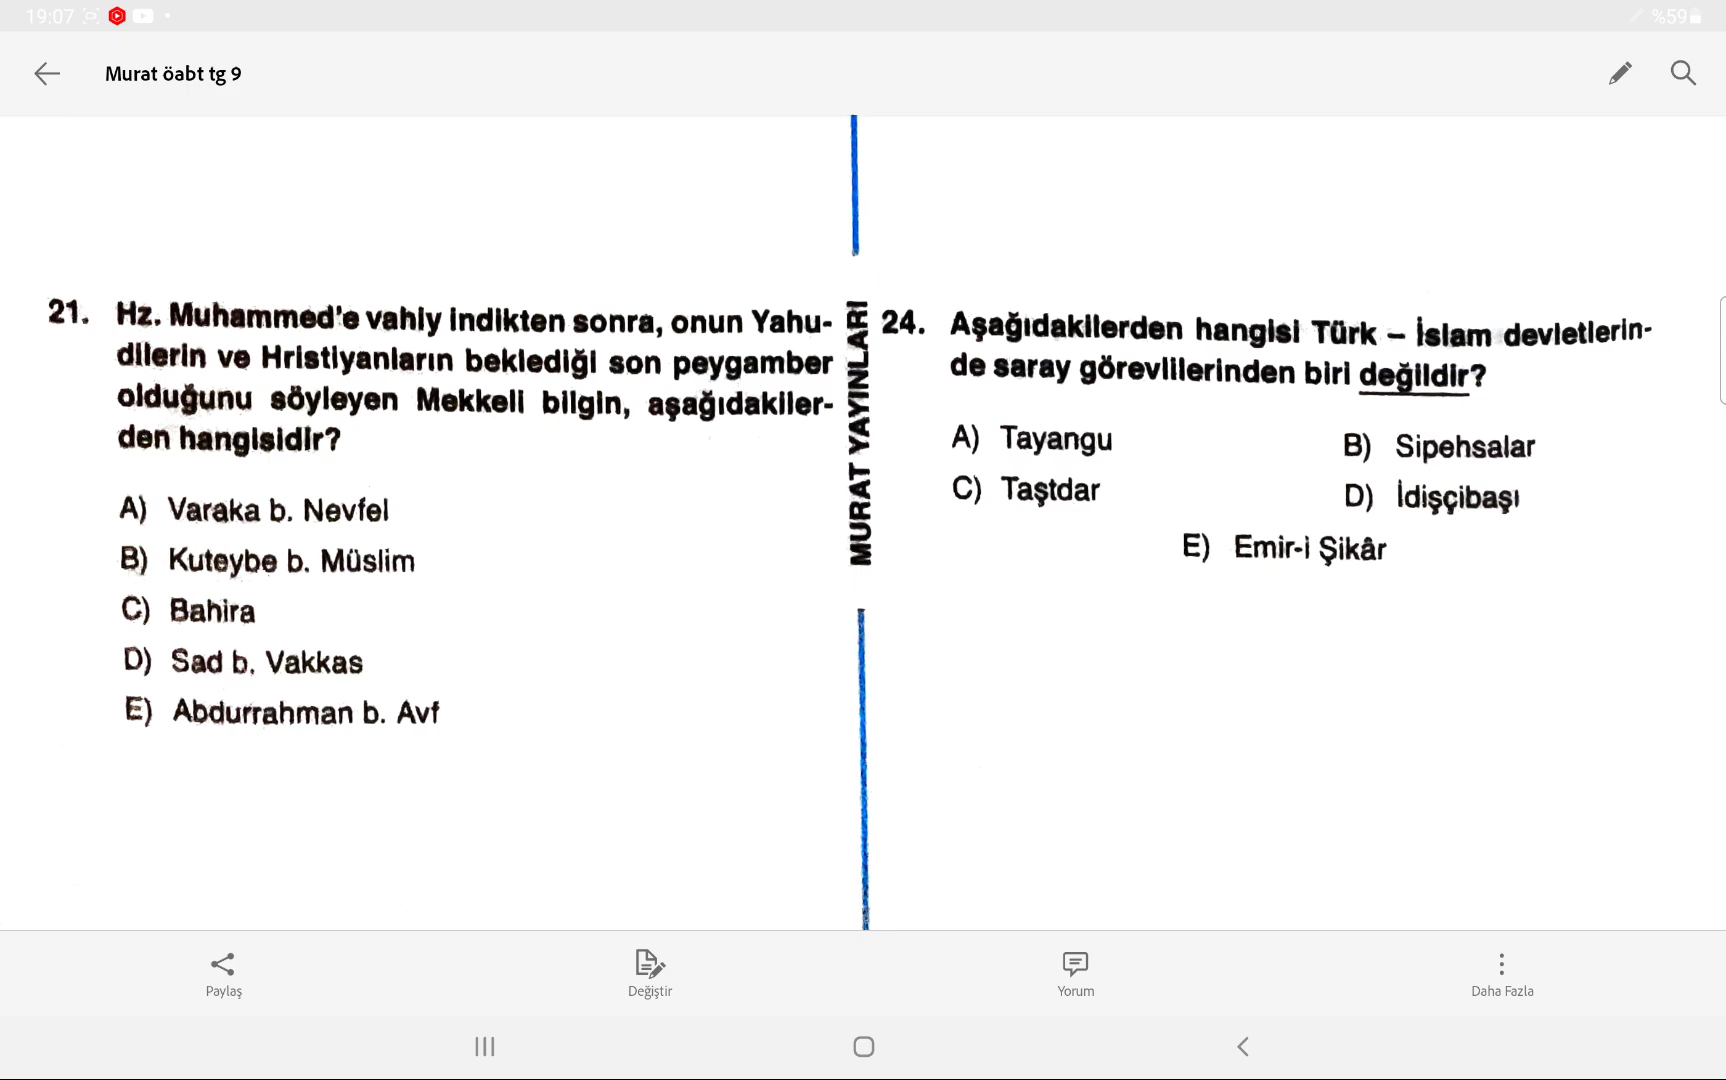 19:07
%59
Murat öabt tg 9
21. Hz. Muhammed'e vahiy indikten sonra, onun Yahu-
dilerin ve Hristiyanların beklediği son peygamber
olduğunu söyleyen Mekkeli bilgin, aşağıdakiler-
den hangisidir?
A) Varaka b. Nevfel
B) Kuteybe b. Müslim
C) Bahira
D) Sad b. Vakkas
E) Abdurrahman b. Avf
MURAT YAYINLARI
24. Aşağıdakilerden hangisi Türk – İslam devletlerin-
de saray görevlilerinden biri değildir?
A) Tayangu B) Sipehsalar
C) Taştdar D) İdişçibaşı
E) Emir-i Şikâr
Paylaş Değiştir Yorum Daha Fazla